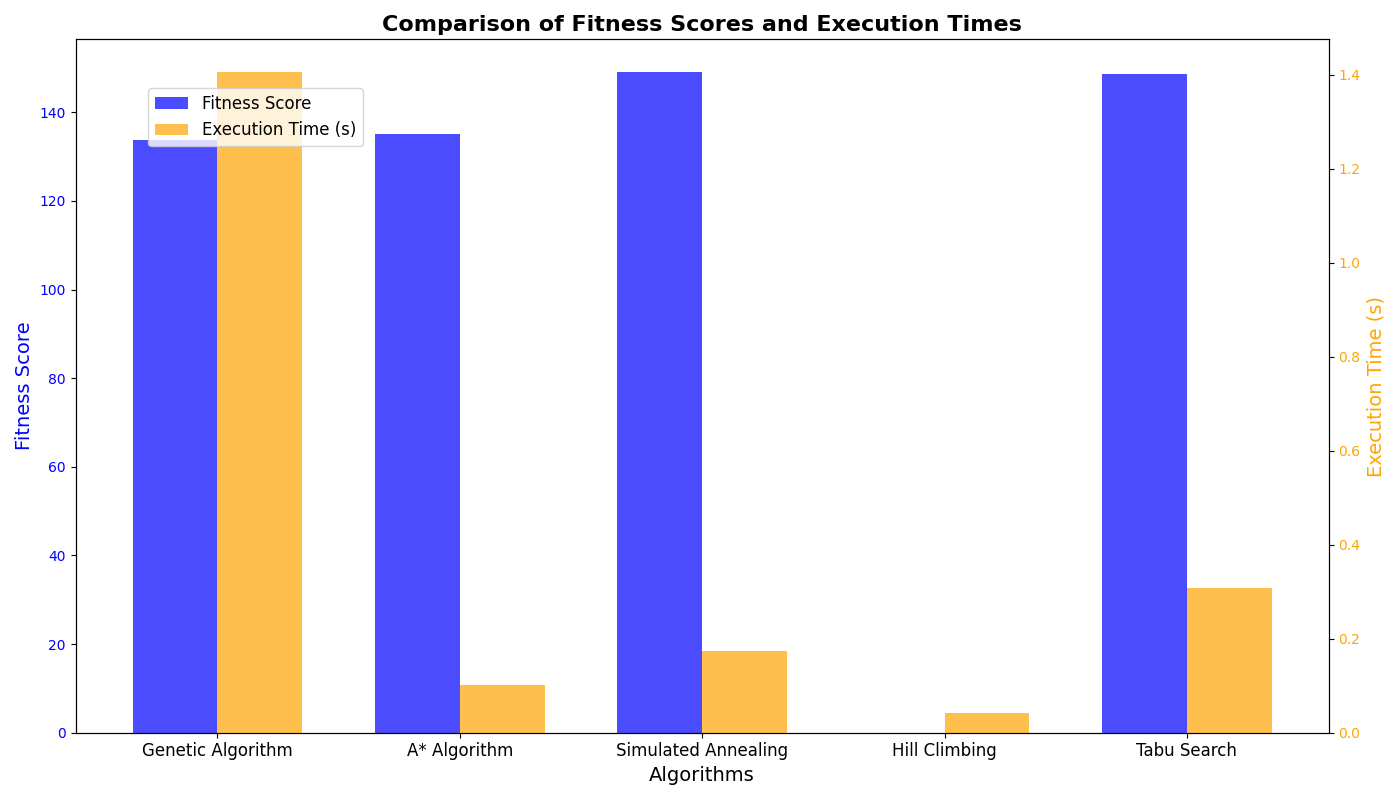 Comparison of Fitness Scores and Execution Times
Fitness Score
Execution Time (s)
140
120
100
80
60
40
20
0
Fitness Score
1.4
1.2
1.0
0.8
0.6
0.4
0.2
0.0
Execution Time (s)
Genetic Algorithm
A* Algorithm
Simulated Annealing
Hill Climbing
Tabu Search
Algorithms